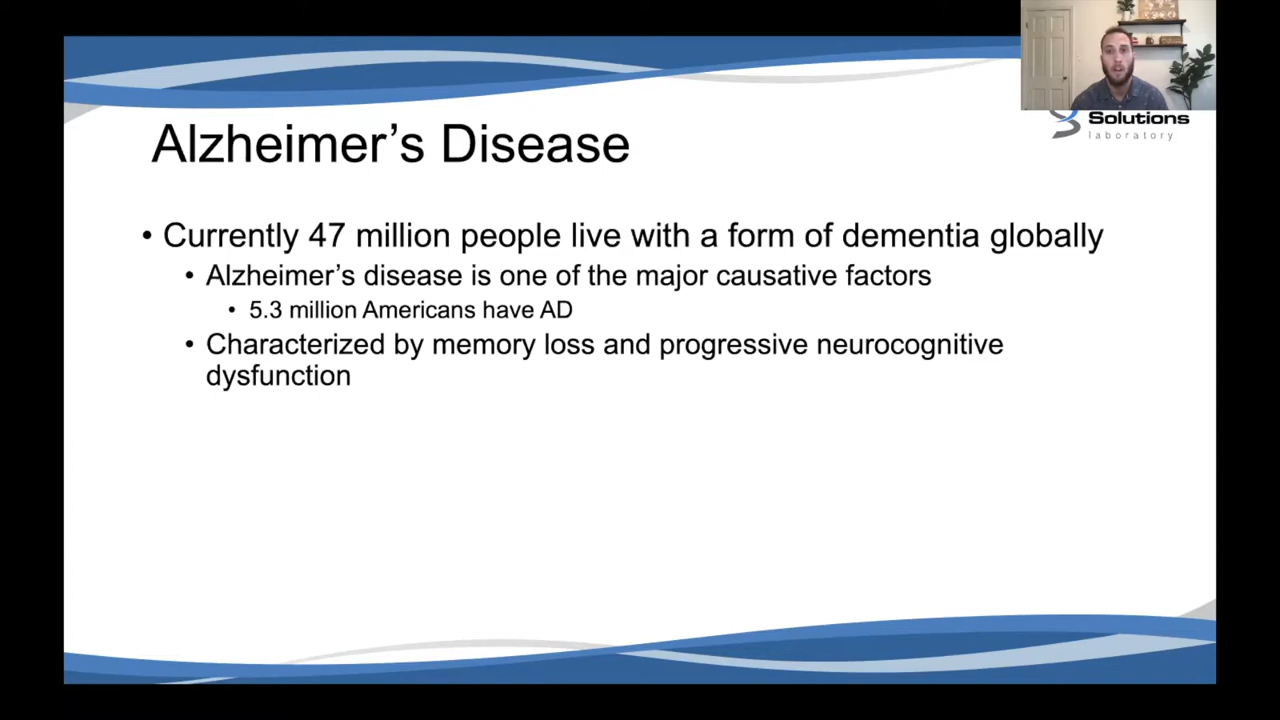 Solutions
laboratory
Alzheimer’s Disease
• Currently 47 million people live with a form of dementia globally
• Alzheimer’s disease is one of the major causative factors
• 5.3 million Americans have AD
• Characterized by memory loss and progressive neurocognitive
dysfunction